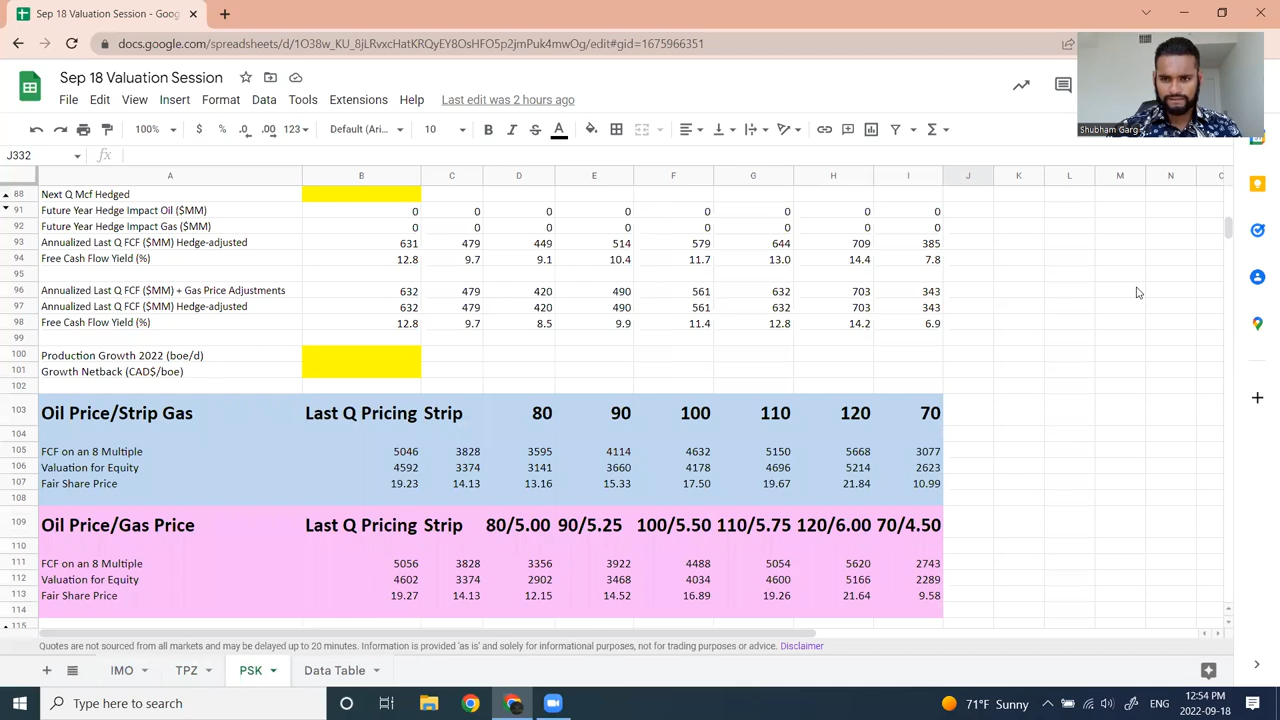 Sep 18 Valuation Session - Goog
docs.google.com/spreadsheets/d/1O38w_KU_8jLRvxcHatKRQJ
edit#gid=1675966351
Sep 18 Valuation Session
File Edit View Insert Format Data Tools Extensions Help Last edit was 2 hours ago
Shubham Garg
100% $ % .0 .00 123 Default (Ari... 10 B I S A
J332 fx
A B C D E F G H I J K L M N
88 Next Q Mcf Hedged
91 Future Year Hedge Impact Oil ($MM) 0 0 0 0 0 0 0 0
92 Future Year Hedge Impact Gas ($MM) 0 0 0 0 0 0 0 0
93 Annualized Last Q FCF ($MM) Hedge-adjusted 631 479 449 514 579 644 709 385
94 Free Cash Flow Yield (%) 12.8 9.7 9.1 10.4 11.7 13.0 14.4 7.8
95
96 Annualized Last Q FCF ($MM) + Gas Price Adjustments 632 479 420 490 561 632 703 343
97 Annualized Last Q FCF ($MM) Hedge-adjusted 632 479 420 490 561 632 703 343
98 Free Cash Flow Yield (%) 12.8 9.7 8.5 9.9 11.4 12.8 14.2 6.9
99
100 Production Growth 2022 (boe/d)
101 Growth Netback (CAD$/boe)
102
103 Oil Price/Strip Gas Last Q Pricing Strip 80 90 100 110 120 70
104
105 FCF on an 8 Multiple 5046 3828 3595 4114 4632 5150 5668 3077
106 Valuation for Equity 4592 3374 3141 3660 4178 4696 5214 2623
107 Fair Share Price 19.23 14.13 13.16 15.33 17.50 19.67 21.84 10.99
108
109 Oil Price/Gas Price Last Q Pricing Strip 80/5.00 90/5.25 100/5.50 110/5.75 120/6.00 70/4.50
110
111 FCF on an 8 Multiple 5056 3828 3356 3922 4488 5054 5620 2743
112 Valuation for Equity 4602 3374 2902 3468 4034 4600 5166 2289
113 Fair Share Price 19.27 14.13 12.15 14.52 16.89 19.26 21.64 9.58
114
115
Quotes are not sourced from all markets and may be delayed up to 20 minutes. Information is provided 'as is' and solely for informational purposes, not for trading purposes or advice. Disclaimer
IMO TPZ PSK Data Table
Type here to search
71°F Sunny
ENG
12:54 PM
2022-09-18